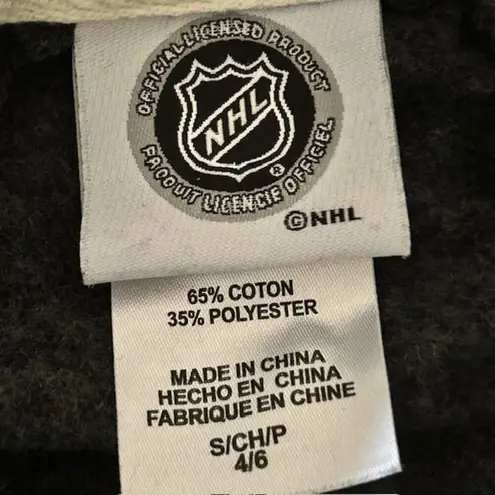 OFFICIAL LICENSED PRODUCT
NHL
®
PRODUIT LICENCIE OFFICIEL
©NHL
65% COTON
35% POLYESTER
MADE IN CHINA
HECHO EN CHINA
FABRIQUE EN CHINE
S/CH/P
4/6